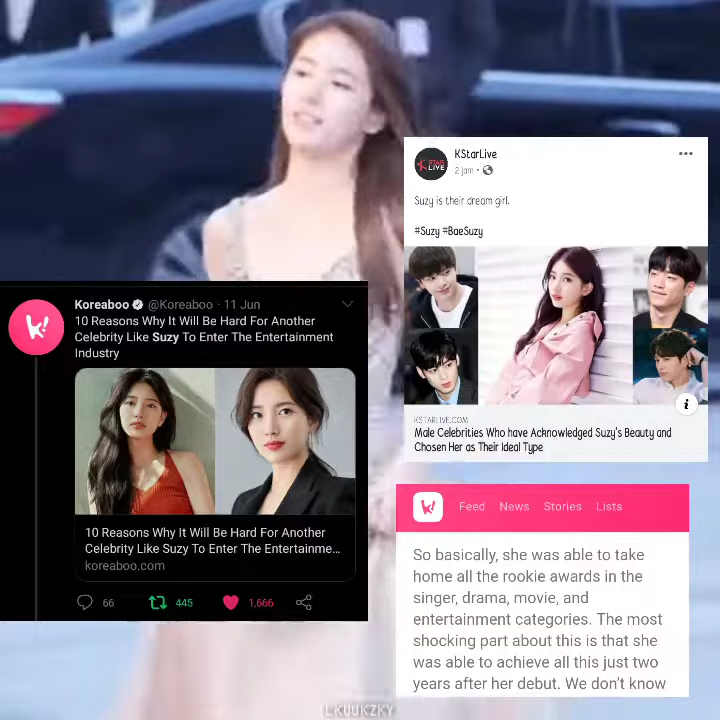 KStarLive
2 jam
Suzy is their dream girl.
#Suzy #BaeSuzy
K STAR
LIVE
KSTARLIVE.COM
Male Celebrities Who have Acknowledged Suzy's Beauty and
Chosen Her as Their Ideal Type
Koreaboo @Koreaboo · 11 Jun
10 Reasons Why It Will Be Hard For Another
Celebrity Like Suzy To Enter The Entertainment
Industry
k!
10 Reasons Why It Will Be Hard For Another
Celebrity Like Suzy To Enter The Entertainme...
koreaboo.com
66 445 1,666
k! Feed News Stories Lists
So basically, she was able to take
home all the rookie awards in the
singer, drama, movie, and
entertainment categories. The most
shocking part about this is that she
was able to achieve all this just two
years after her debut. We don't know
LKUUKZKY